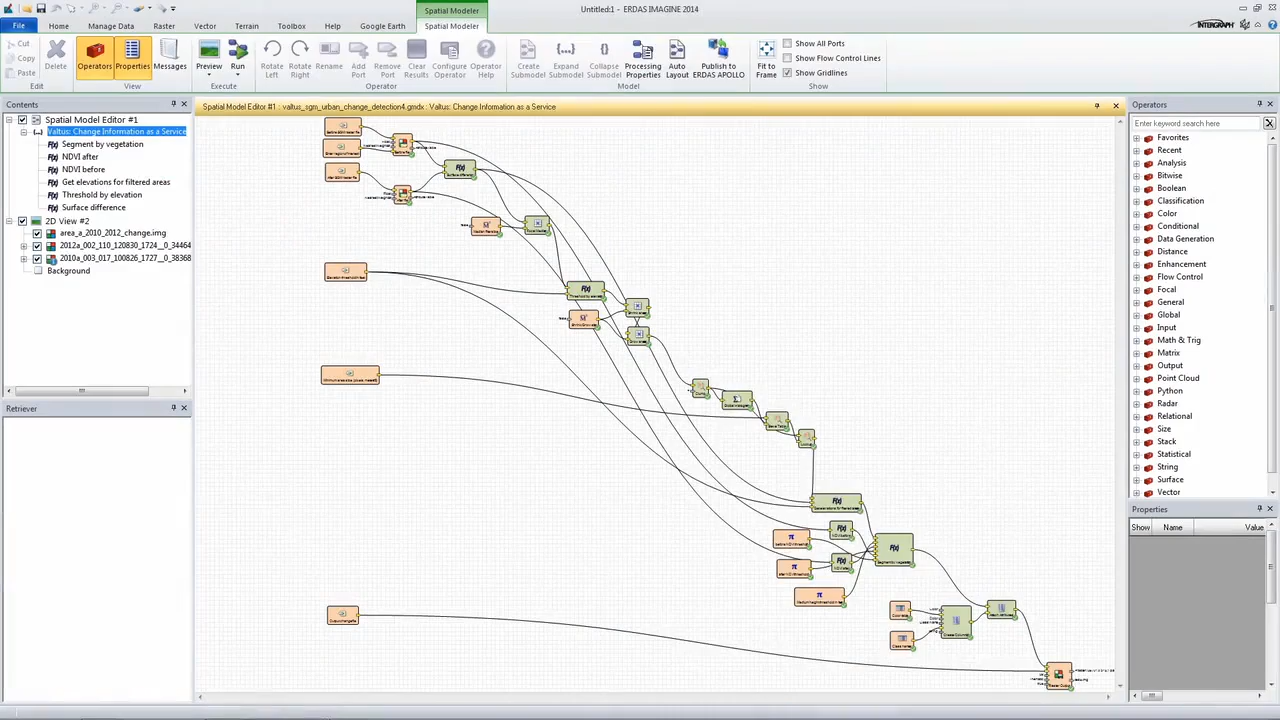 Spatial Modeler
Untitled:1 - ERDAS IMAGINE 2014
File
Home
Manage Data
Raster
Vector
Terrain
Toolbox
Help
Google Earth
Spatial Modeler
INTERGRAPH
Cut
Copy
Paste
Delete
Operators
Properties
Messages
Preview
Run
Rotate Left
Rotate Right
Rename
Add Port
Remove Port
Clear Results
Configure Operator
Operator Help
Create Submodel
Expand Submodel
Collapse Submodel
Processing Properties
Auto Layout
Publish to ERDAS APOLLO
Fit to Frame
Show All Ports
Show Flow Control Lines
Show Gridlines
Edit
View
Execute
Operator
Model
Show
Contents
Spatial Model Editor #1
Valtus: Change Information as a Service
Segment by vegetation
NDVI after
NDVI before
Get elevations for filtered areas
Threshold by elevation
Surface difference
2D View #2
area_a_2010_2012_change.img
2012a_002_110_120830_1724__0_34464
2010a_003_017_100826_1727__0_38368
Background
Retriever
Spatial Model Editor #1 : valtus_sgm_urban_change_detection4.gmdx : Valtus: Change Information as a Service
Operators
Enter keyword search here
Favorites
Recent
Analysis
Bitwise
Boolean
Classification
Color
Conditional
Data Generation
Distance
Enhancement
Flow Control
Focal
General
Global
Input
Math & Trig
Matrix
Output
Point Cloud
Python
Radar
Relational
Size
Stack
Statistical
String
Surface
Vector
Properties
Show
Name
Value